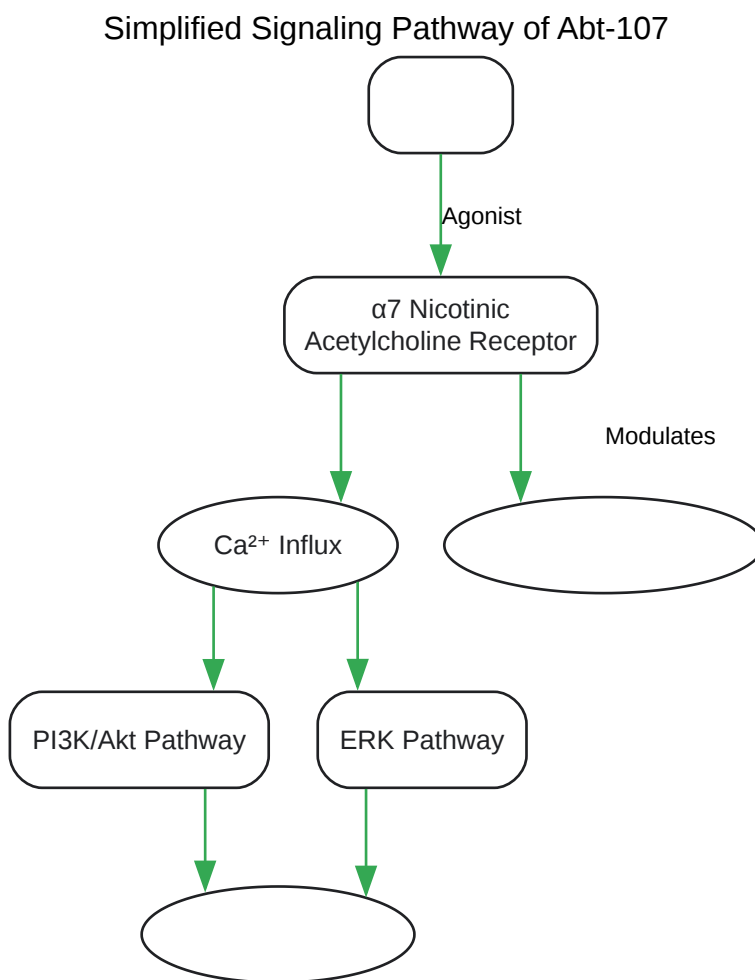 Simplified Signaling Pathway of Abt-107
Agonist
α7 Nicotinic
Acetylcholine Receptor
Modulates
Ca²⁺ Influx
PI3K/Akt Pathway
ERK Pathway